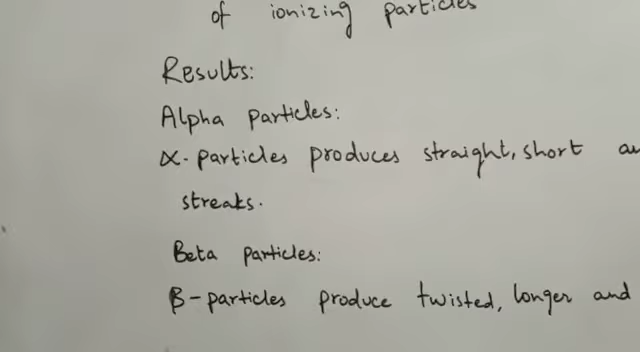 of ionizing particles
Results:
Alpha particles:
α-particles produces straight, short
streaks.
Beta particles:
β-particles produce twisted, longer and